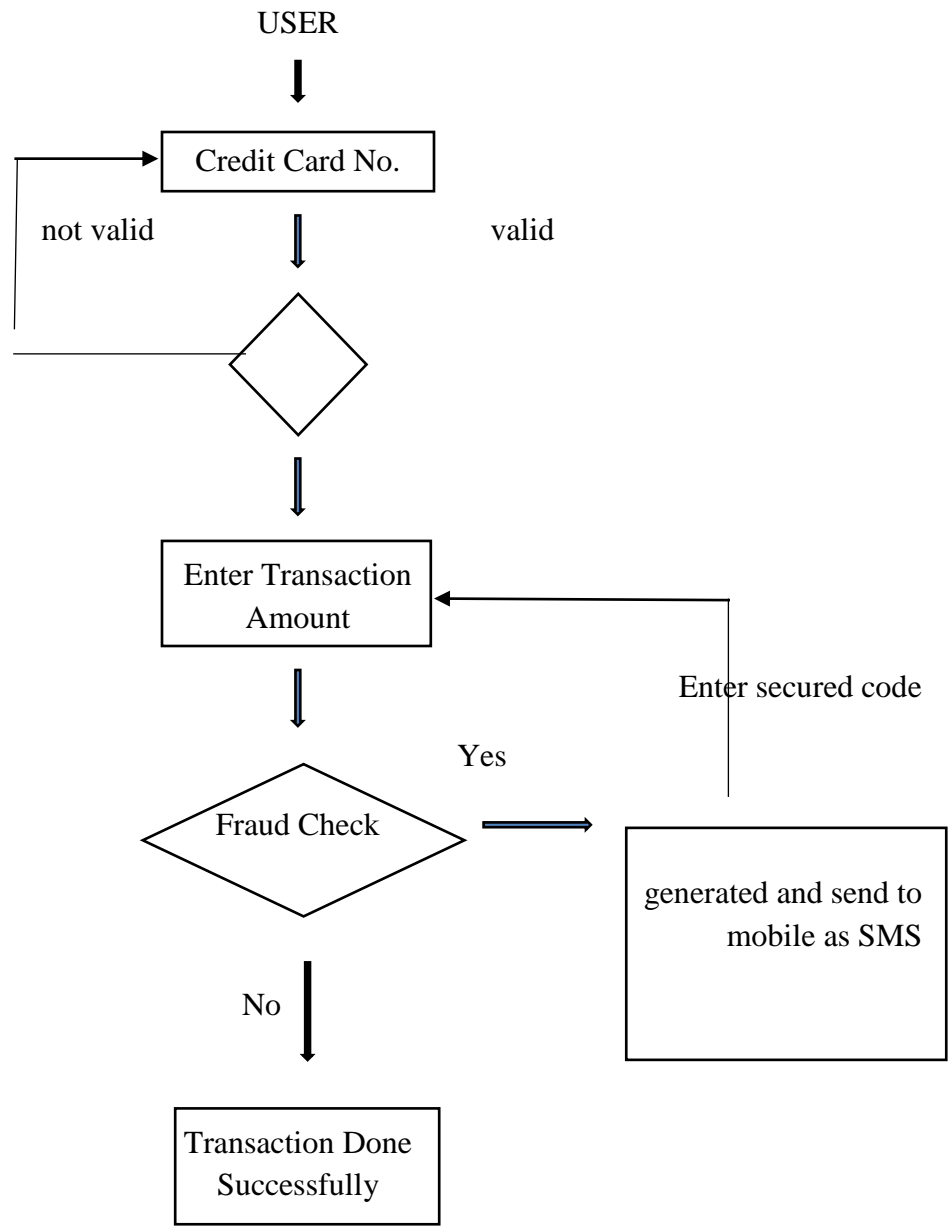 USER
Credit Card No.
not valid
valid
Enter Transaction
Amount
Enter secured code
Yes
Fraud Check
generated and send to
mobile as SMS
No
Transaction Done
Successfully